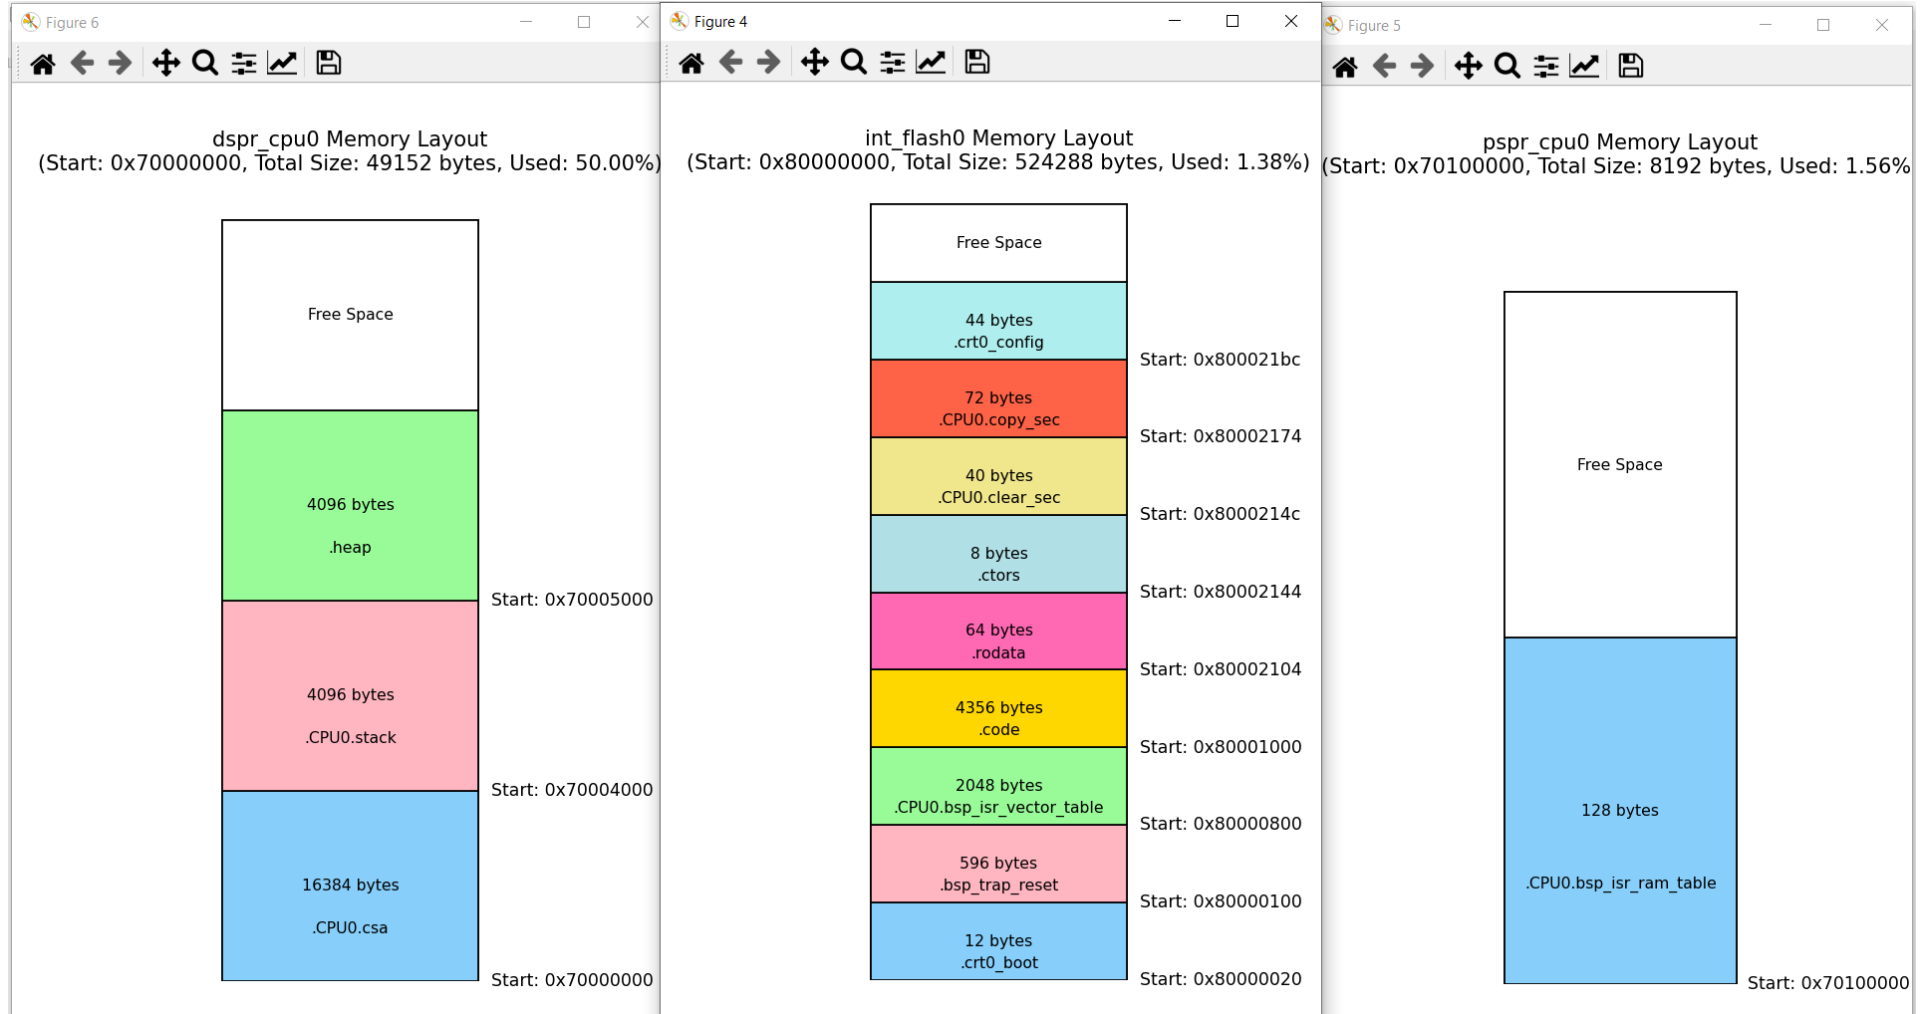 Figure 6
dspr_cpu0 Memory Layout
(Start: 0x70000000, Total Size: 49152 bytes, Used: 50.00%)
Free Space
4096 bytes
.heap
Start: 0x70005000
4096 bytes
.CPU0.stack
Start: 0x70004000
16384 bytes
.CPU0.csa
Start: 0x70000000
Figure 4
int_flash0 Memory Layout
(Start: 0x80000000, Total Size: 524288 bytes, Used: 1.38%)
Free Space
44 bytes
.crt0_config
Start: 0x800021bc
72 bytes
.CPU0.copy_sec
Start: 0x80002174
40 bytes
.CPU0.clear_sec
Start: 0x8000214c
8 bytes
.ctors
Start: 0x80002144
64 bytes
.rodata
Start: 0x80002104
4356 bytes
.code
Start: 0x80001000
2048 bytes
.CPU0.bsp_isr_vector_table
Start: 0x80000800
596 bytes
.bsp_trap_reset
Start: 0x80000100
12 bytes
.crt0_boot
Start: 0x80000020
Figure 5
pspr_cpu0 Memory Layout
(Start: 0x70100000, Total Size: 8192 bytes, Used: 1.56%
Free Space
128 bytes
.CPU0.bsp_isr_ram_table
Start: 0x70100000